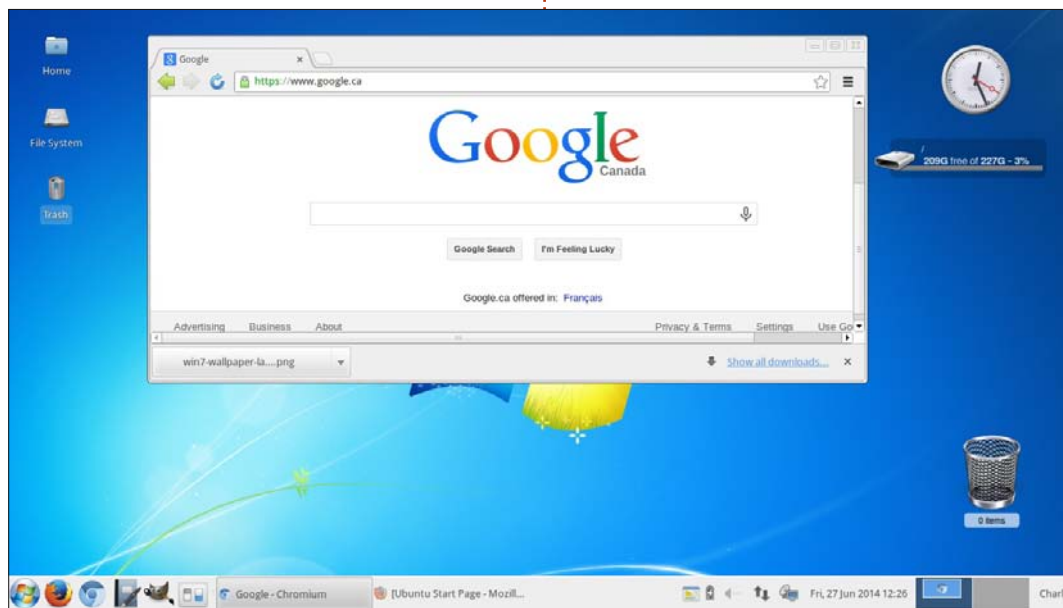 Home
File System
Trash
Google
https://www.google.ca
Google
Canada
Google Search
I'm Feeling Lucky
Google.ca offered in: Français
Advertising Business About Privacy & Terms Settings Use Go
win7-wallpaper-la....png Show all downloads...
/
209G free of 227G - 3%
0 items
Google - Chromium
[Ubuntu Start Page - Mozill...
Fri, 27 Jun 2014 12:26